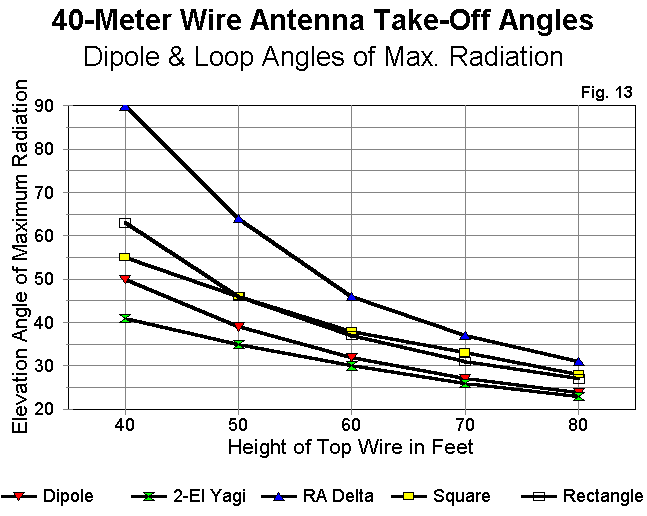 40-Meter Wire Antenna Take-Off Angles
Dipole & Loop Angles of Max. Radiation
Fig. 13
Elevation Angle of Maximum Radiation
90
80
70
60
50
40
30
20
40 50 60 70 80
Height of Top Wire in Feet
Dipole 2-El Yagi RA Delta Square Rectangle